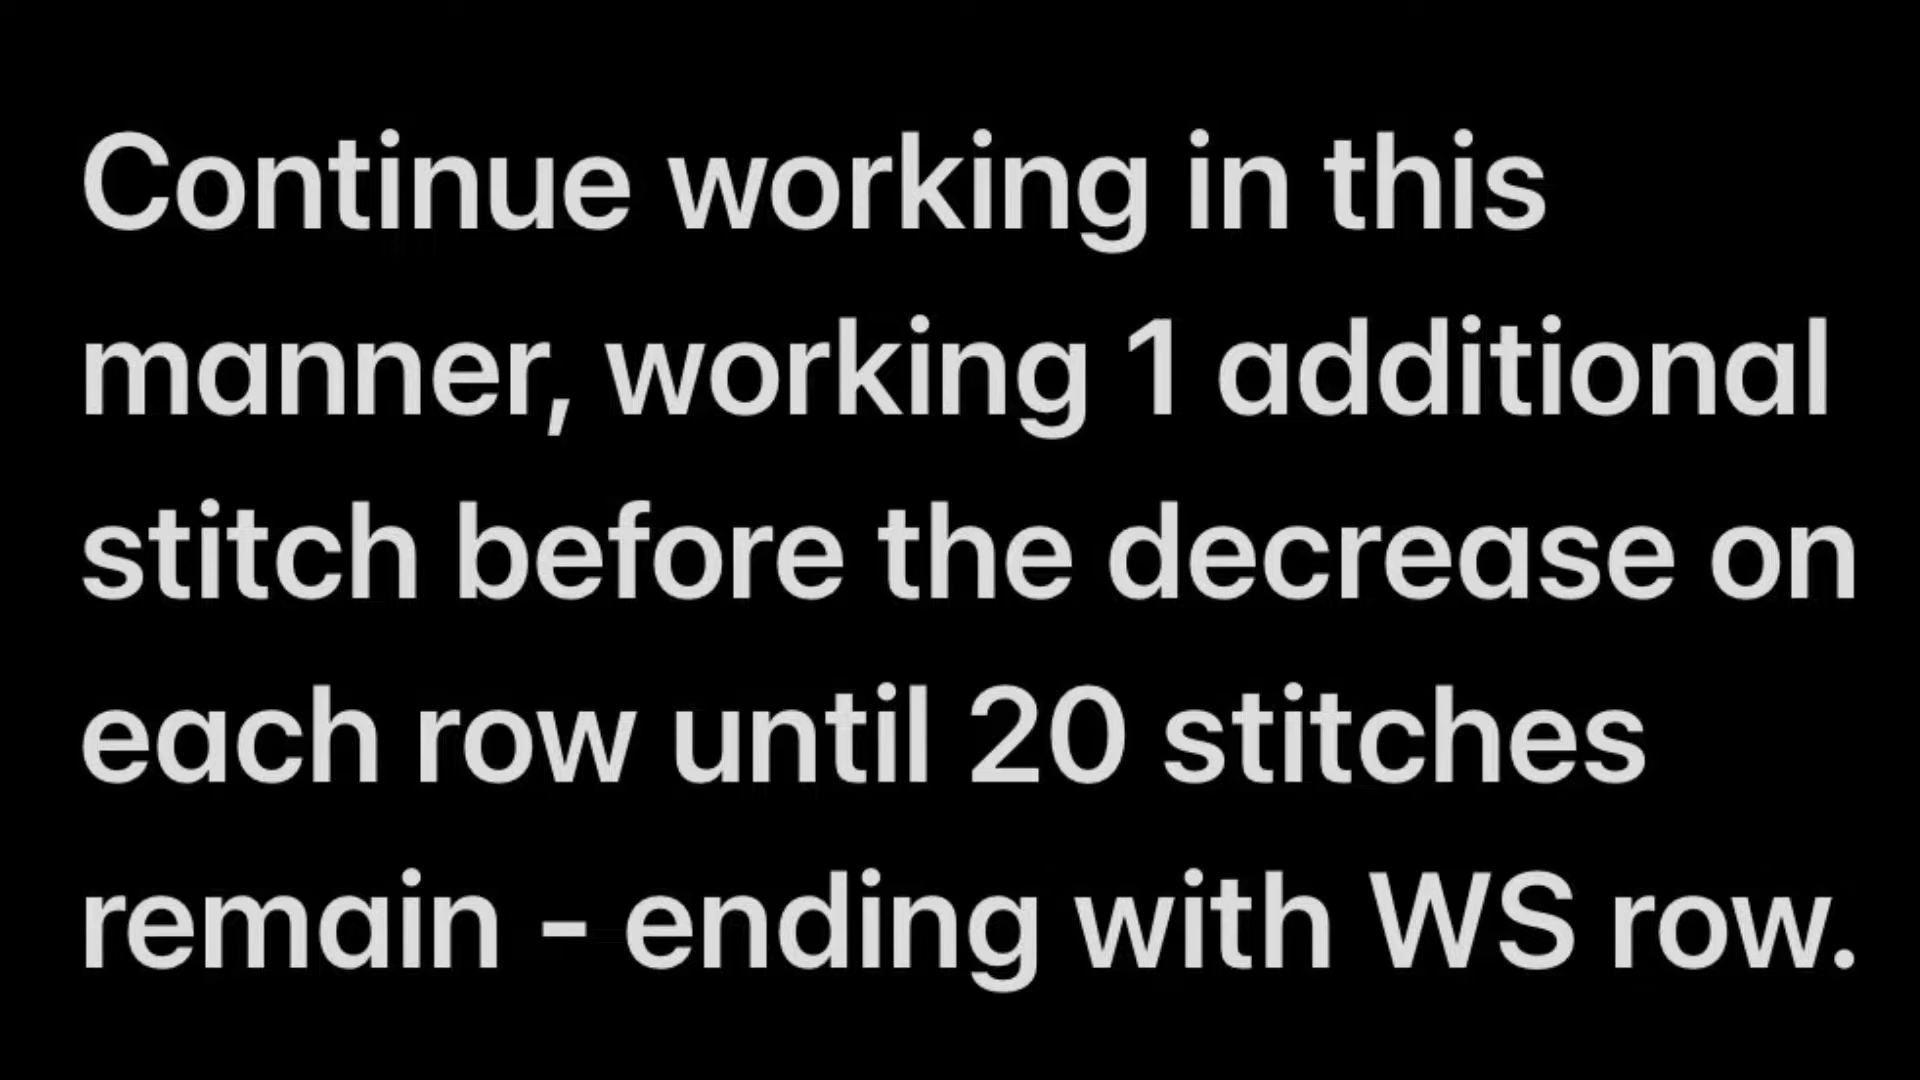 Continue working in this
manner, working 1 additional
stitch before the decrease on
each row until 20 stitches
remain - ending with WS row.